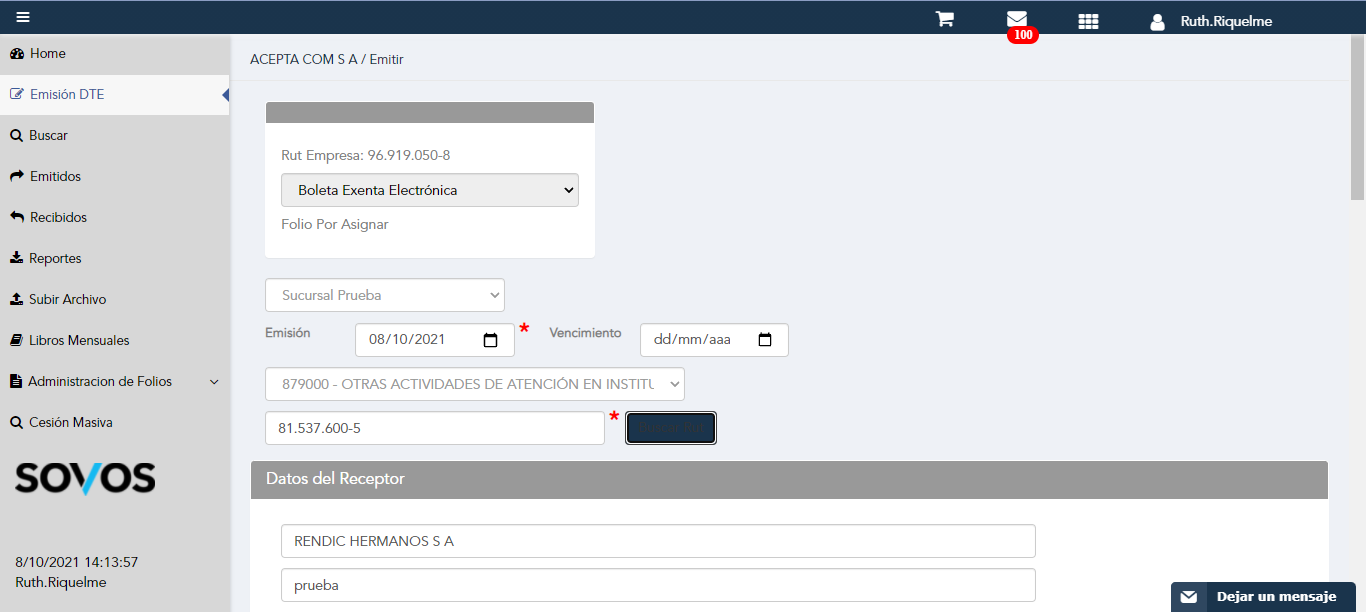 Ruth.Riquelme
100
Home
ACEPTA COM S A / Emitir
Emisión DTE
Buscar
Rut Empresa: 96.919.050-8
Emitidos
Boleta Exenta Electrónica
Recibidos
Folio Por Asignar
Reportes
Subir Archivo
Sucursal Prueba
Libros Mensuales
Emisión
08/10/2021
*
Vencimiento
dd/mm/aaa
Administracion de Folios
879000 - OTRAS ACTIVIDADES DE ATENCIÓN EN INSTITU
Cesión Masiva
81.537.600-5
*
SOVOS
Datos del Receptor
RENDIC HERMANOS S A
8/10/2021 14:13:57
Ruth.Riquelme
prueba
Dejar un mensaje